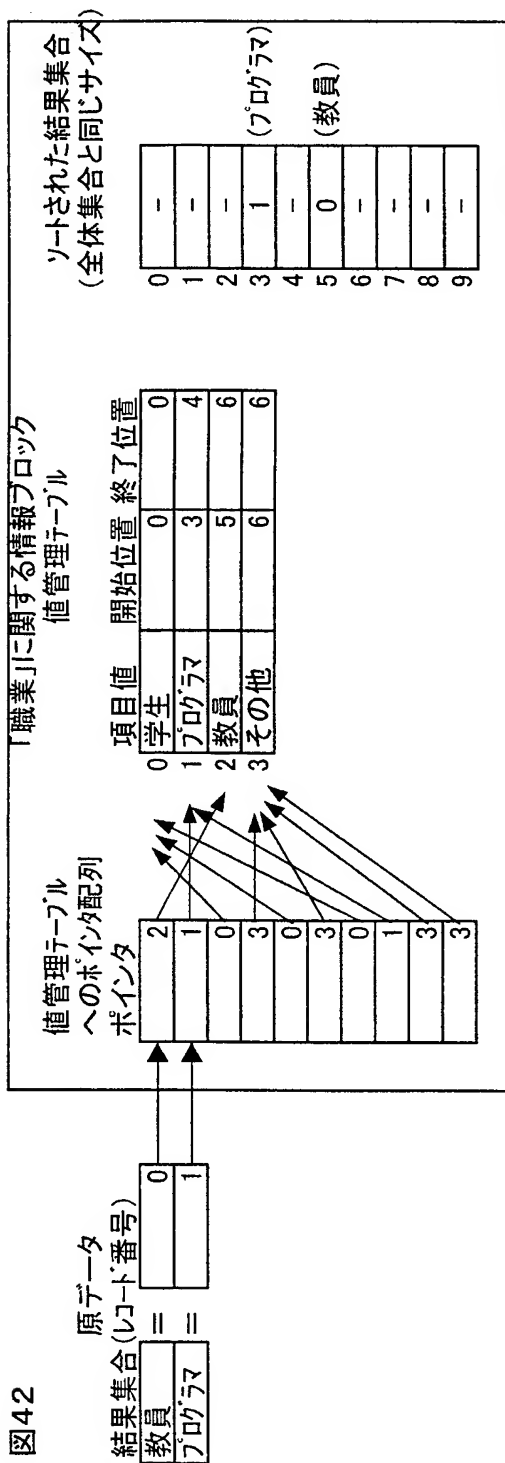 図42
結果集合
教員
プログラマ
=
=
原データ
(レコード番号)
0
1
「職業」に関する情報ブロック
値管理テーブル
へのポインタ配列
ポインタ
2
1
0
3
0
3
0
1
3
3
値管理テーブル
項目値 開始位置 終了位置
0 学生 0 0
1 プログラマ 3 4
2 教員 5 6
3 その他 6 6
ソートされた結果集合
(全体集合と同じサイズ)
0 -
1 -
2 -
3 1 (プログラマ)
4 -
5 0 (教員)
6 -
7 -
8 -
9 -